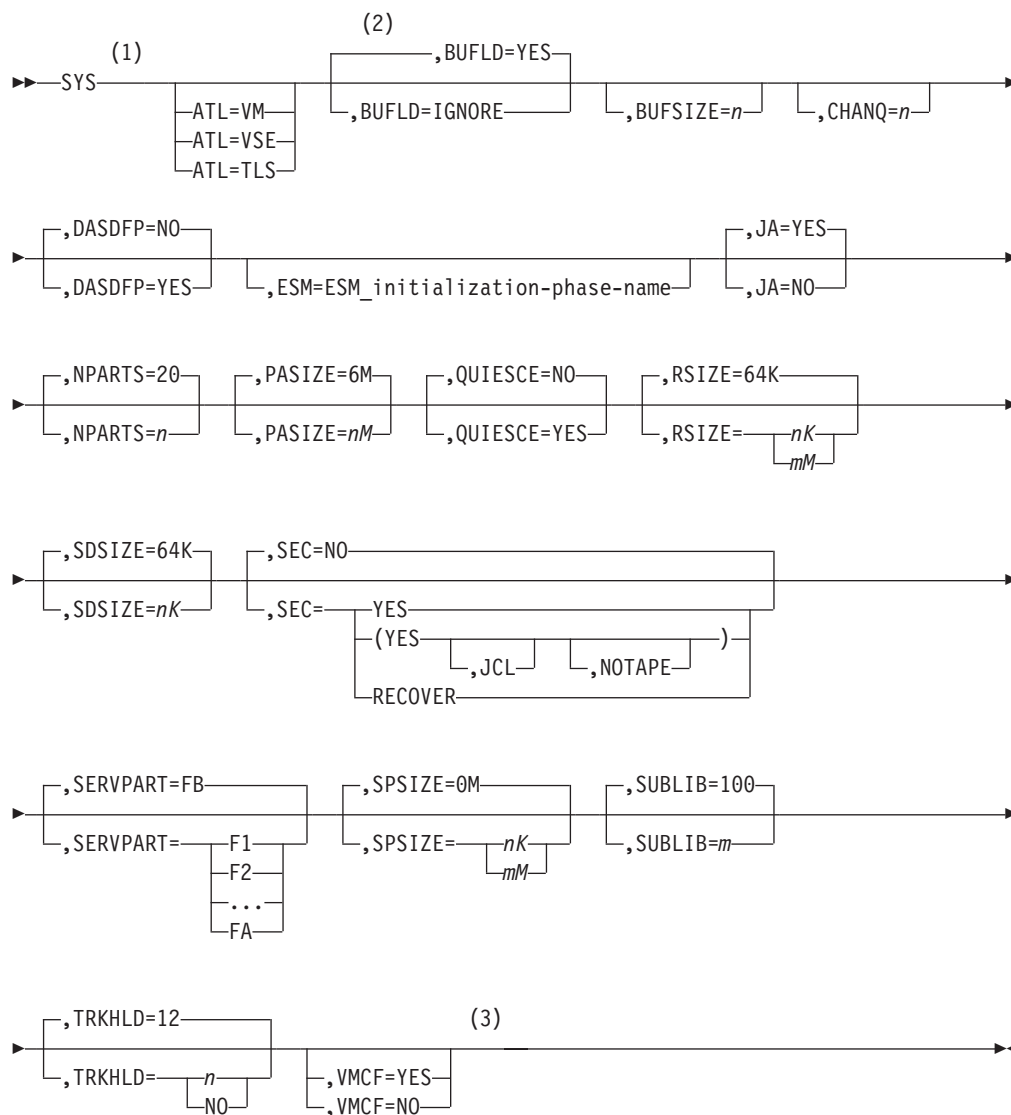 (1) (2)
SYS ,BUFLD=YES
ATL=VM ,BUFLD=IGNORE ,BUFSIZE=n ,CHANQ=n
ATL=VSE
ATL=TLS
,DASDFP=NO ,JA=YES
,DASDFP=YES ,ESM=ESM_initialization-phase-name ,JA=NO
,NPARTS=20 ,PASIZE=6M ,QUIESCE=NO ,RSIZE=64K
,NPARTS=n ,PASIZE=nM ,QUIESCE=YES ,RSIZE= nK
mM
,SDSIZE=64K ,SEC=NO
,SDSIZE=nK ,SEC= YES
(YES ,JCL ,NOTAPE )
RECOVER
,SERVPART=FB ,SPSIZE=0M ,SUBLIB=100
,SERVPART= F1 ,SPSIZE= nK ,SUBLIB=m
F2 mM
...
FA
,TRKHLD=12 (3)
,TRKHLD= n ,VMCF=YES
NO ,VMCF=NO